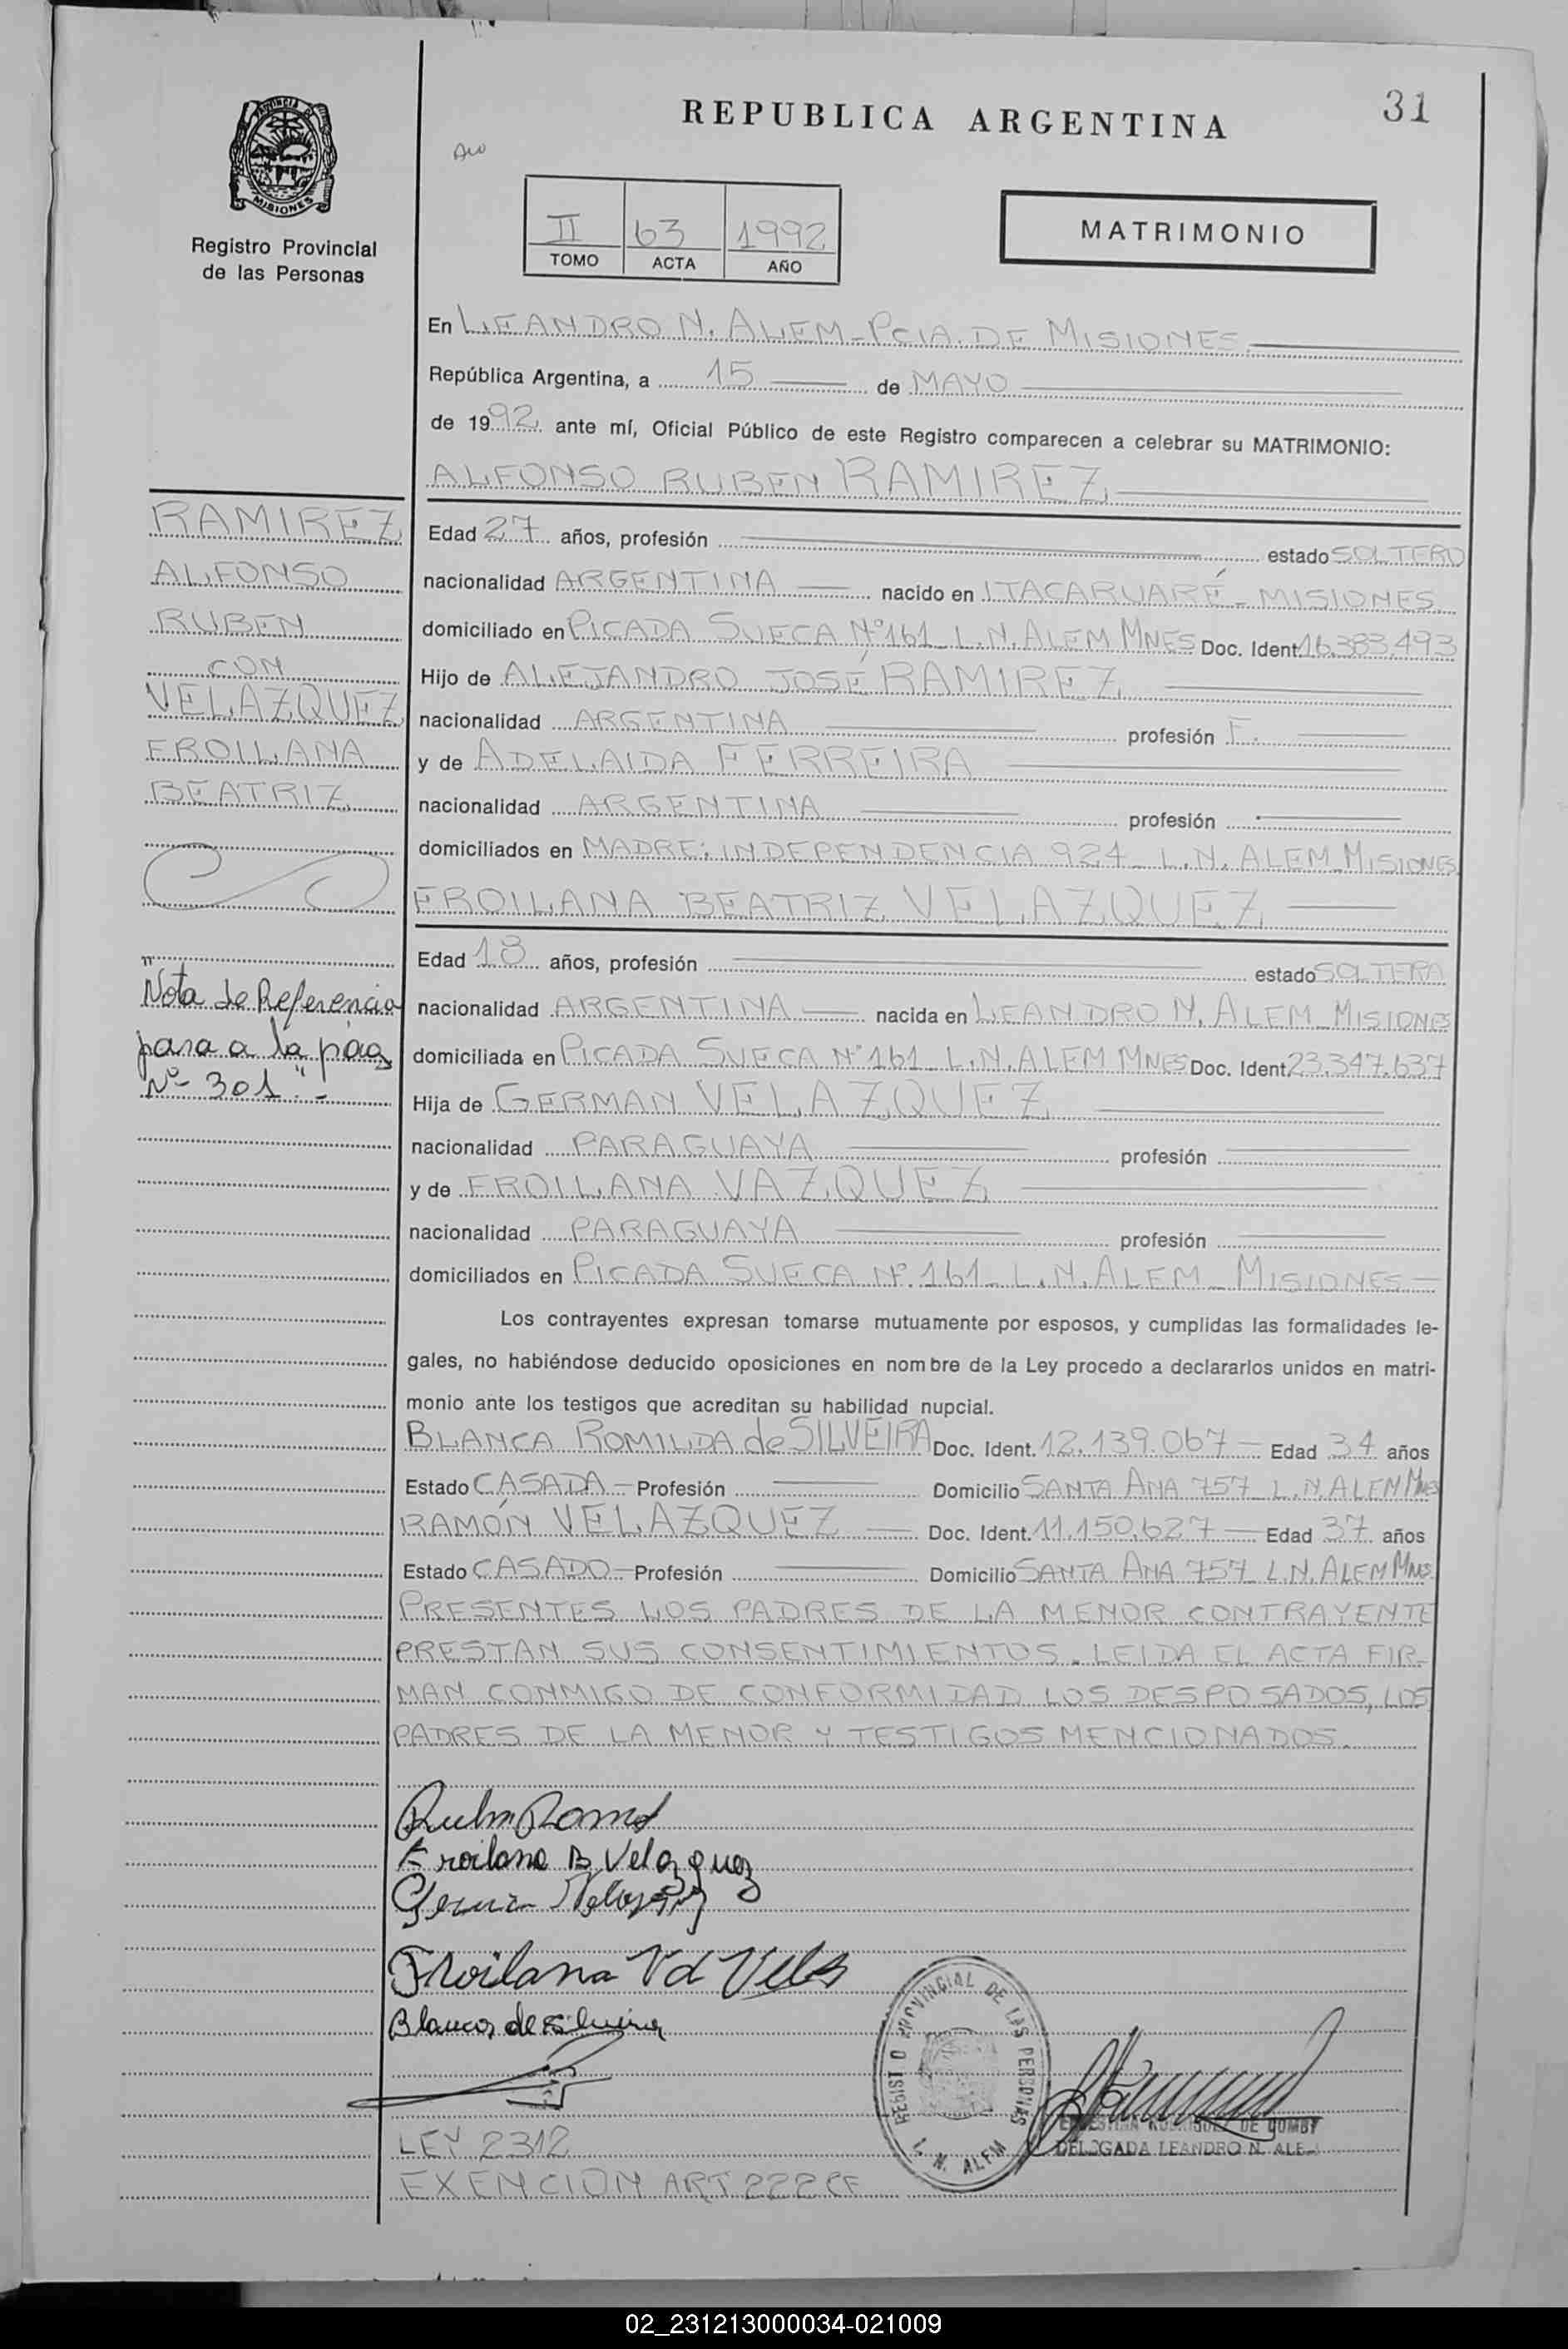 31
REPUBLICA ARGENTINA
PROVINCIA DE
MISIONES
Registro Provincial
de las Personas
II 63 1992
TOMO ACTA AÑO
MATRIMONIO
En LEANDRO N. ALEM - PCIA. DE MISIONES.
República Argentina, a 15 de MAYO
de 1992 ante mí, Oficial Público de este Registro comparecen a celebrar su MATRIMONIO:
ALFONSO RUBEN RAMIREZ
RAMIREZ
ALFONSO
RUBEN
CON
VELAZQUEZ
FROILANA
BEATRIZ
"Nota de Referencia
pasa a la pág
Nº 301".-
Edad 27 años, profesión estado SOLTERO
nacionalidad ARGENTINA nacido en ITACARUARÉ - MISIONES
domiciliado en PICADA SUECA Nº 161 - L.N. ALEM MNES Doc. Ident. 16.383.493
Hijo de ALEJANDRO JOSÉ RAMIREZ
nacionalidad ARGENTINA profesión F.
y de ADELAIDA FERREIRA
nacionalidad ARGENTINA profesión
domiciliados en MADRE: INDEPENDENCIA 924 - L.N. ALEM - MISIONES
FROILANA BEATRIZ VELAZQUEZ
Edad 18 años, profesión estado SOLTERA
nacionalidad ARGENTINA nacida en LEANDRO N. ALEM - MISIONES
domiciliada en PICADA SUECA Nº 161 - L.N. ALEM MNES Doc. Ident. 23.347.637
Hija de GERMAN VELAZQUEZ
nacionalidad PARAGUAYA profesión
y de FROILANA VAZQUEZ
nacionalidad PARAGUAYA profesión
domiciliados en PICADA SUECA Nº. 161 - L.N. ALEM - MISIONES -
Los contrayentes expresan tomarse mutuamente por esposos, y cumplidas las formalidades le-
gales, no habiéndose deducido oposiciones en nombre de la Ley procedo a declararlos unidos en matri-
monio ante los testigos que acreditan su habilidad nupcial.
BLANCA ROMILDA de SILVEIRA Doc. Ident. 12.139.067 - Edad 34 años
Estado CASADA - Profesión Domicilio SANTA ANA 757 - L.N. ALEM Mnes
RAMÓN VELAZQUEZ Doc. Ident. 11.150.627 - Edad 37 años
Estado CASADO - Profesión Domicilio SANTA ANA 757 - L.N. ALEM MNES
PRESENTES LOS PADRES DE LA MENOR CONTRAYENTE
PRESTAN SUS CONSENTIMIENTOS. LEIDA EL ACTA FIR-
MAN CONMIGO DE CONFORMIDAD LOS DESPOSADOS, LOS
PADRES DE LA MENOR Y TESTIGOS MENCIONADOS.
Froilana B Velazquez
Froilana Vd Velz
Blanca de Silveira
REGISTRO PROVINCIAL DE LAS PERSONAS
L. N. ALEM
DELEGADA LEANDRO N. ALEM
LEY 2312
EXENCION ART 222 CF
02_231213000034-021009